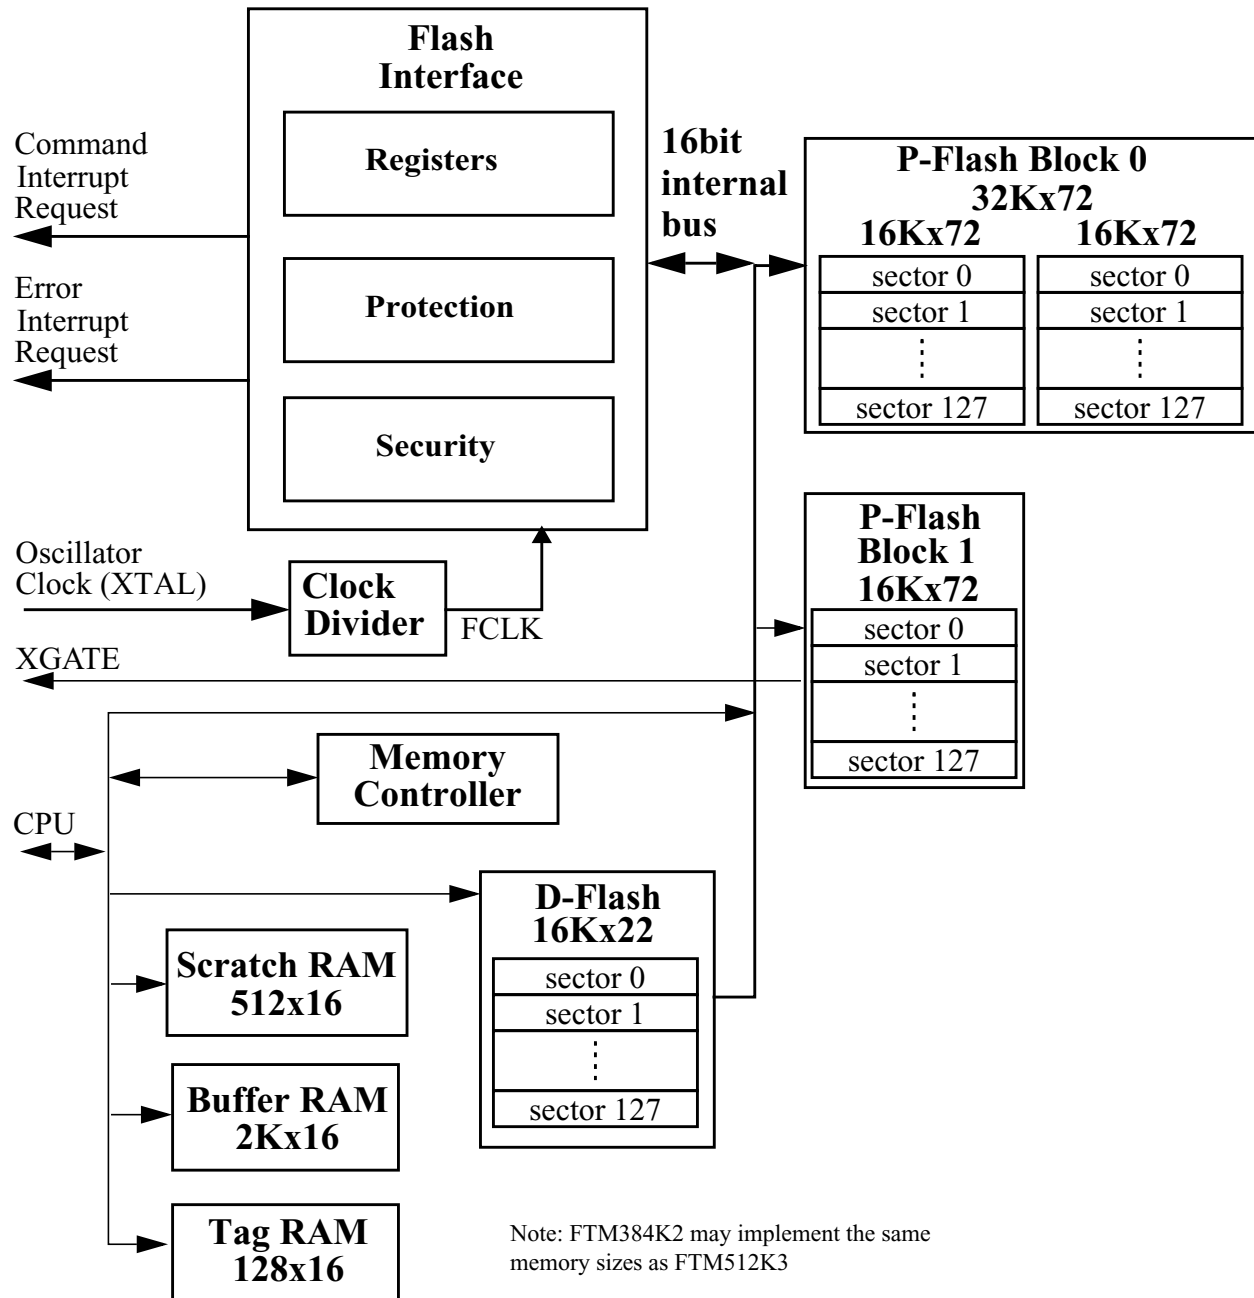 Flash
Interface
Registers
Protection
Security
Command
Interrupt
Request
Error
Interrupt
Request
16bit
internal
bus
P-Flash Block 0
32Kx72
16Kx72 16Kx72
sector 0 sector 0
sector 1 sector 1
sector 127 sector 127
Oscillator
Clock (XTAL)
Clock
Divider
FCLK
XGATE
P-Flash
Block 1
16Kx72
sector 0
sector 1
sector 127
Memory
Controller
CPU
D-Flash
16Kx22
sector 0
sector 1
sector 127
Scratch RAM
512x16
Buffer RAM
2Kx16
Tag RAM
128x16
Note: FTM384K2 may implement the same
memory sizes as FTM512K3